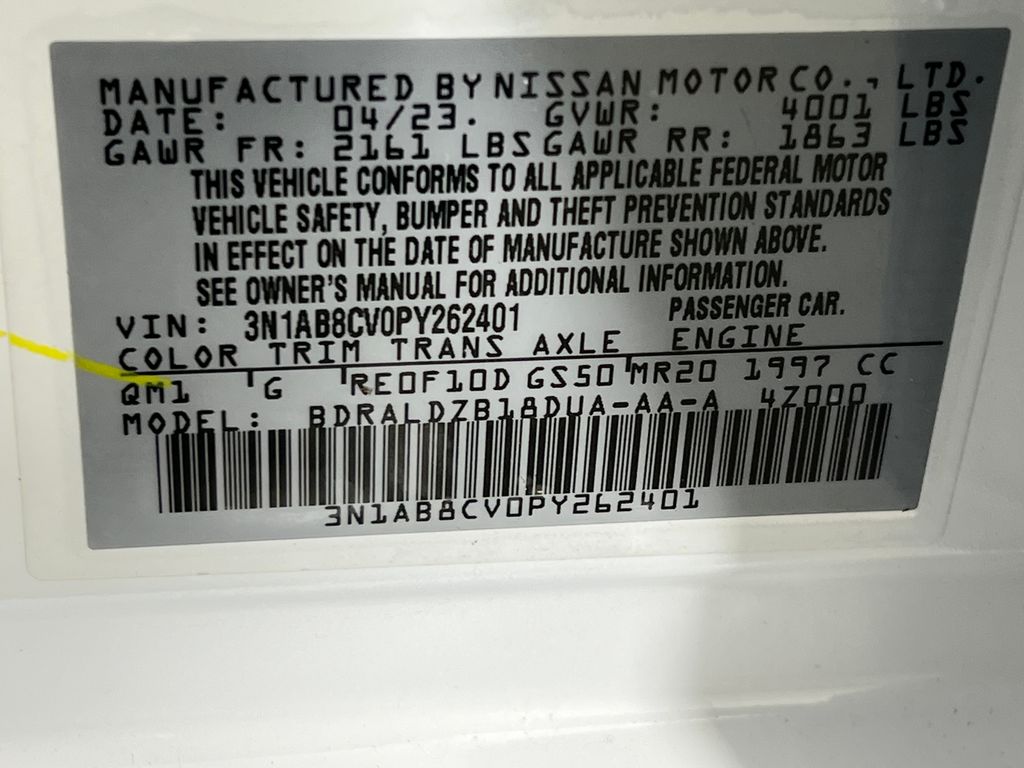 MANUFACTURED BY NISSAN MOTOR CO., LTD.
DATE: 04/23. GVWR: 4001 LBS
GAWR FR: 2161 LBS GAWR RR: 1863 LBS
THIS VEHICLE CONFORMS TO ALL APPLICABLE FEDERAL MOTOR
VEHICLE SAFETY, BUMPER AND THEFT PREVENTION STANDARDS
IN EFFECT ON THE DATE OF MANUFACTURE SHOWN ABOVE.
SEE OWNER'S MANUAL FOR ADDITIONAL INFORMATION.
VIN: 3N1AB8CV0PY262401 PASSENGER CAR.
COLOR TRIM TRANS AXLE ENGINE
QM1 G RE0F10D GS50 MR20 1997 CC
MODEL: BDRALDZB18DUA-AA-A 4Z000
3N1AB8CV0PY262401